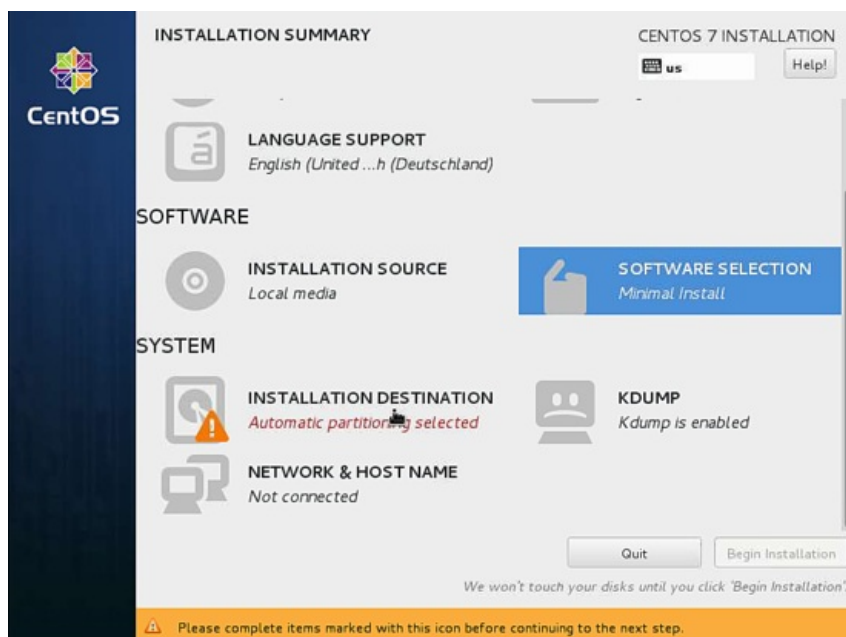 INSTALLATION SUMMARY
CENTOS 7 INSTALLATION
us
Help!
CentOS
á
LANGUAGE SUPPORT
English (United ...h (Deutschland)
SOFTWARE
INSTALLATION SOURCE
Local media
SOFTWARE SELECTION
Minimal Install
SYSTEM
INSTALLATION DESTINATION
Automatic partitioning selected
KDUMP
Kdump is enabled
NETWORK & HOST NAME
Not connected
Quit
Begin Installation
We won't touch your disks until you click 'Begin Installation'
Please complete items marked with this icon before continuing to the next step.